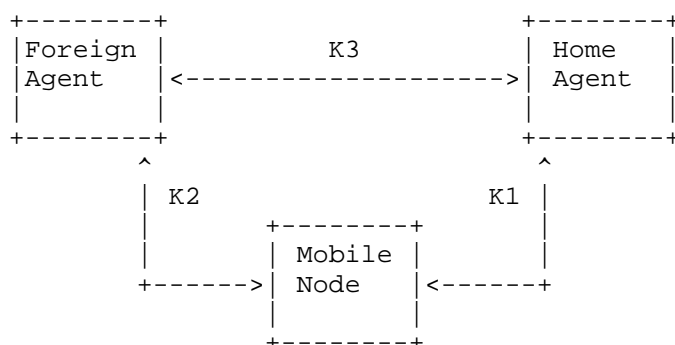 Foreign K3 Home
Agent Agent
K2 K1
Mobile
Node